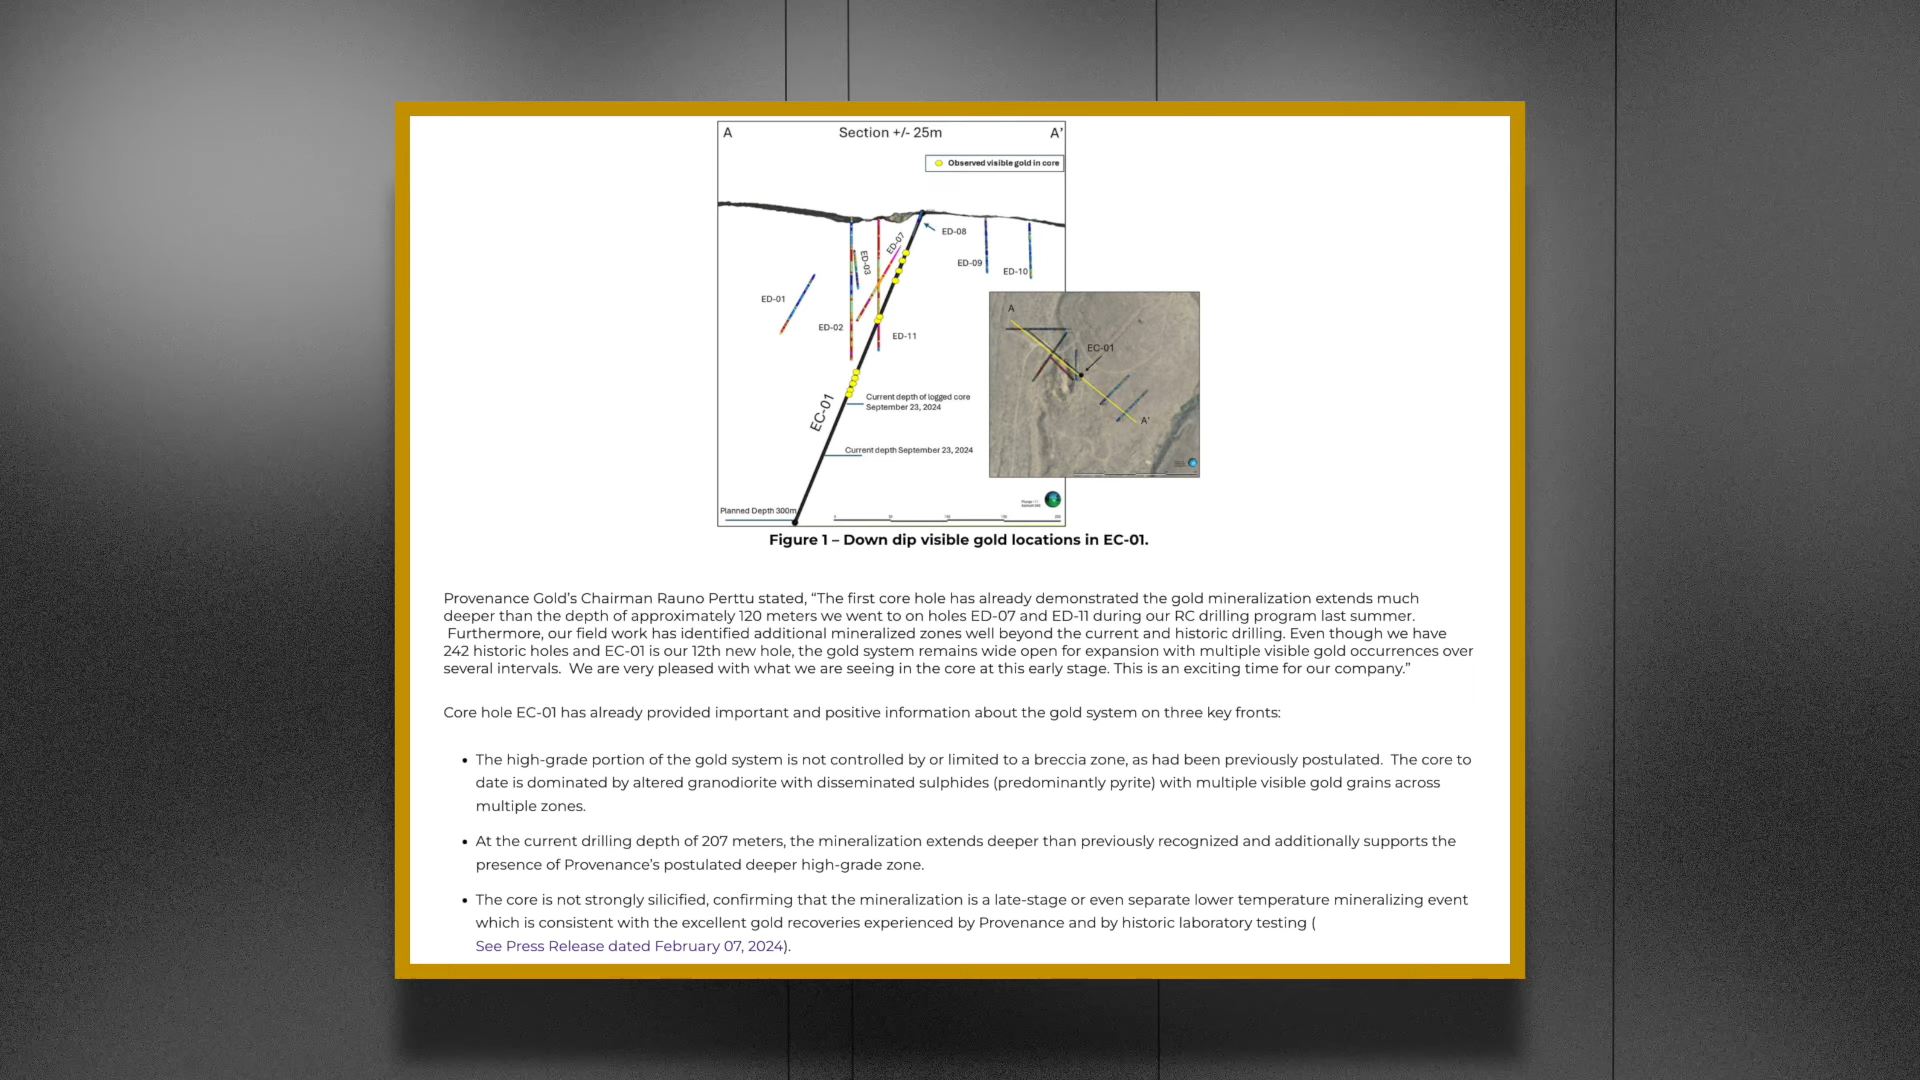 A Section +/- 25m A’
Observed visible gold in core
ED-07
ED-08
ED-03
ED-09
ED-10
ED-01
ED-02
ED-11
A
EC-01
A’
Current depth of logged core
September 23, 2024
EC-01
Current depth September 23, 2024
Planned Depth 300m
Figure 1 – Down dip visible gold locations in EC-01.
Provenance Gold’s Chairman Rauno Perttu stated, “The first core hole has already demonstrated the gold mineralization extends much
deeper than the depth of approximately 120 meters we went to on holes ED-07 and ED-11 during our RC drilling program last summer.
Furthermore, our field work has identified additional mineralized zones well beyond the current and historic drilling. Even though we have
242 historic holes and EC-01 is our 12th new hole, the gold system remains wide open for expansion with multiple visible gold occurrences over
several intervals.  We are very pleased with what we are seeing in the core at this early stage. This is an exciting time for our company.”
Core hole EC-01 has already provided important and positive information about the gold system on three key fronts:
• The high-grade portion of the gold system is not controlled by or limited to a breccia zone, as had been previously postulated.  The core to
date is dominated by altered granodiorite with disseminated sulphides (predominantly pyrite) with multiple visible gold grains across
multiple zones.
• At the current drilling depth of 207 meters, the mineralization extends deeper than previously recognized and additionally supports the
presence of Provenance’s postulated deeper high-grade zone.
• The core is not strongly silicified, confirming that the mineralization is a late-stage or even separate lower temperature mineralizing event
which is consistent with the excellent gold recoveries experienced by Provenance and by historic laboratory testing (
See Press Release dated February 07, 2024).